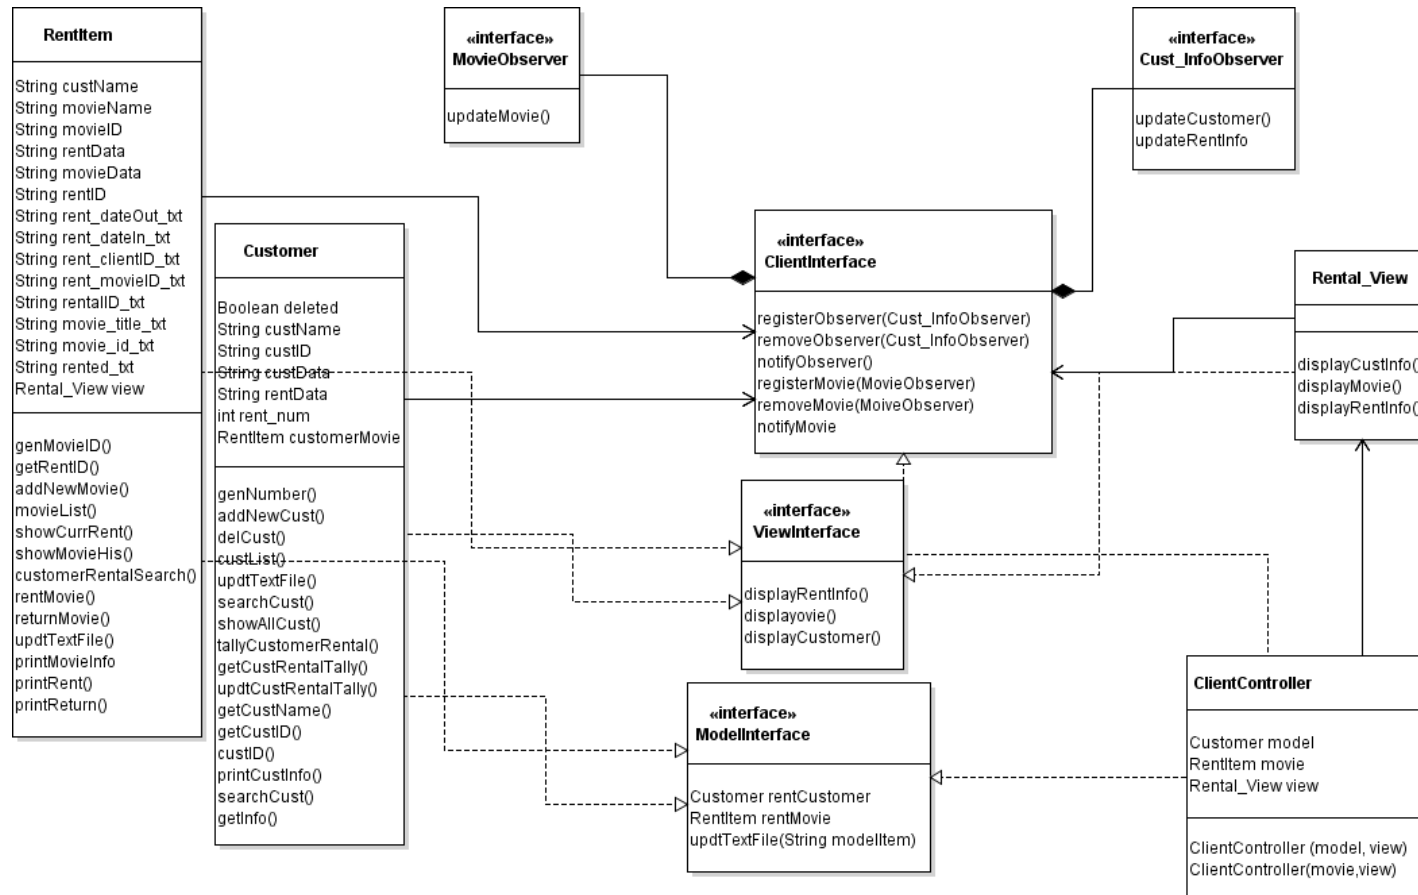 RentItem
String custName
String movieName
String movieID
String rentData
String movieData
String rentID
String rent_dateOut_txt
String rent_dateIn_txt
String rent_clientID_txt
String rent_movieID_txt
String rentalID_txt
String movie_title_txt
String movie_id_txt
String rented_txt
Rental_View view
genMovieID()
getRentID()
addNewMovie()
movieList()
showCurrRent()
showMovieHis()
customerRentalSearch()
rentMovie()
returnMovie()
updtTextFile()
printMovieInfo
printRent()
printReturn()
Customer
Boolean deleted
String custName
String custID
String custData
String rentData
int rent_num
RentItem customerMovie
genNumber()
addNewCust()
delCust()
custList()
updtTextFile()
searchCust()
showAllCust()
tallyCustomerRental()
getCustRentalTally()
updtCustRentalTally()
getCustName()
getCustID()
custID()
printCustInfo()
searchCust()
getInfo()
«interface»
MovieObserver
updateMovie()
«interface»
Cust_InfoObserver
updateCustomer()
updateRentInfo
«interface»
ClientInterface
registerObserver(Cust_InfoObserver)
removeObserver(Cust_InfoObserver)
notifyObserver()
registerMovie(MovieObserver)
removeMovie(MoiveObserver)
notifyMovie
Rental_View
displayCustInfo()
displayMovie()
displayRentInfo()
«interface»
ViewInterface
displayRentInfo()
displayovie()
displayCustomer()
«interface»
ModelInterface
Customer rentCustomer
RentItem rentMovie
updtTextFile(String modelItem)
ClientController
Customer model
RentItem movie
Rental_View view
ClientController (model, view)
ClientController(movie,view)